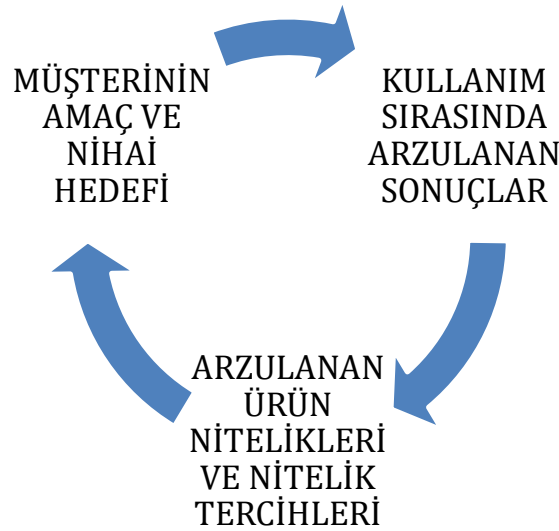 MÜŞTERİNİN
AMAÇ VE
NİHAİ
HEDEFİ
KULLANIM
SIRASINDA
ARZULANAN
SONUÇLAR
ARZULANAN
ÜRÜN
NİTELİKLERİ
VE NİTELİK
TERCİHLERİ